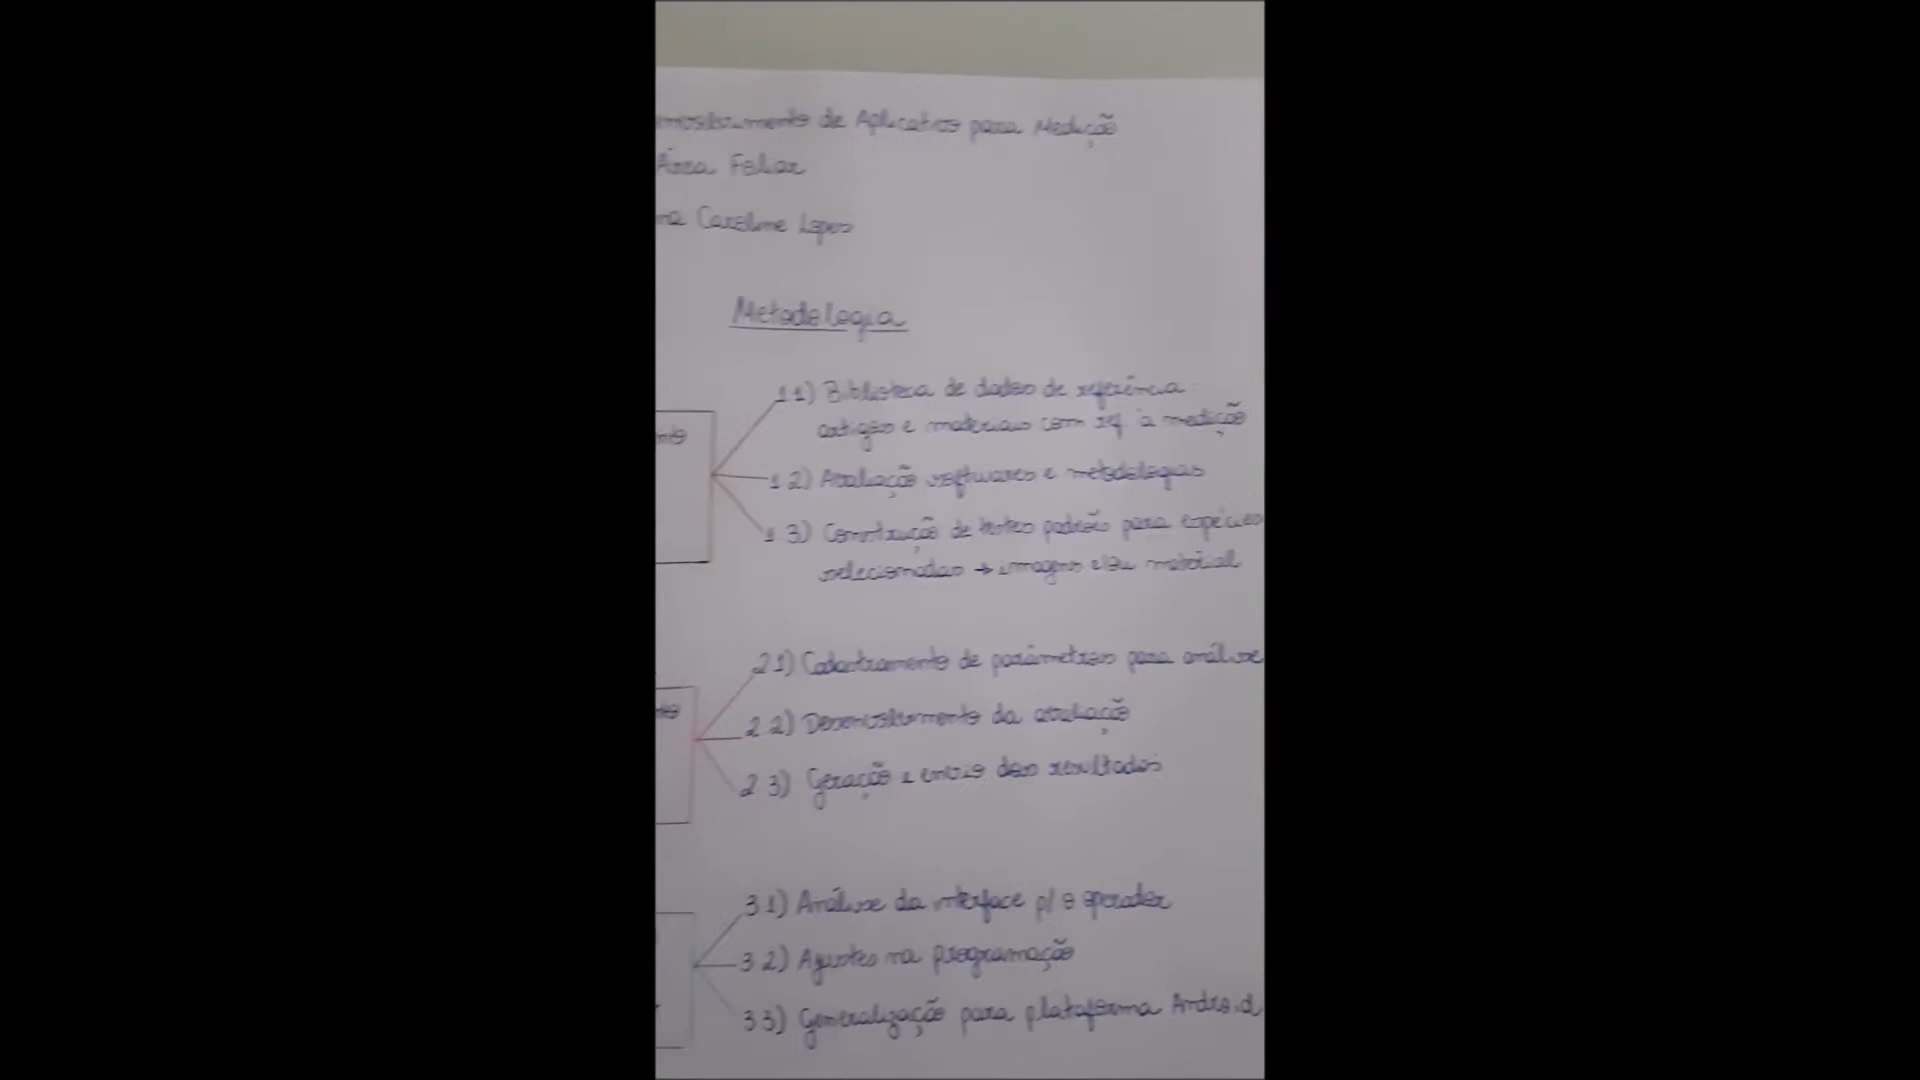 de Aplicativo para Medição
Área Foliar
Caroline Lopes
Metodologia
1.1) Biblioteca de dados de referência
artigos e materiais com ref. à medição
1.2) Avaliação softwares e metodologias
1.3) Construção de testes padrão para espécies
selecionadas → imagens e/ou material
2.1) Cadastramento de parâmetros para análise
2.2) Desenvolvimento da avaliação
2.3) Geração e envio dos resultados
3.1) Análise da interface p/ o operador
3.2) Ajustes na programação
3.3) Generalização para plataforma Android